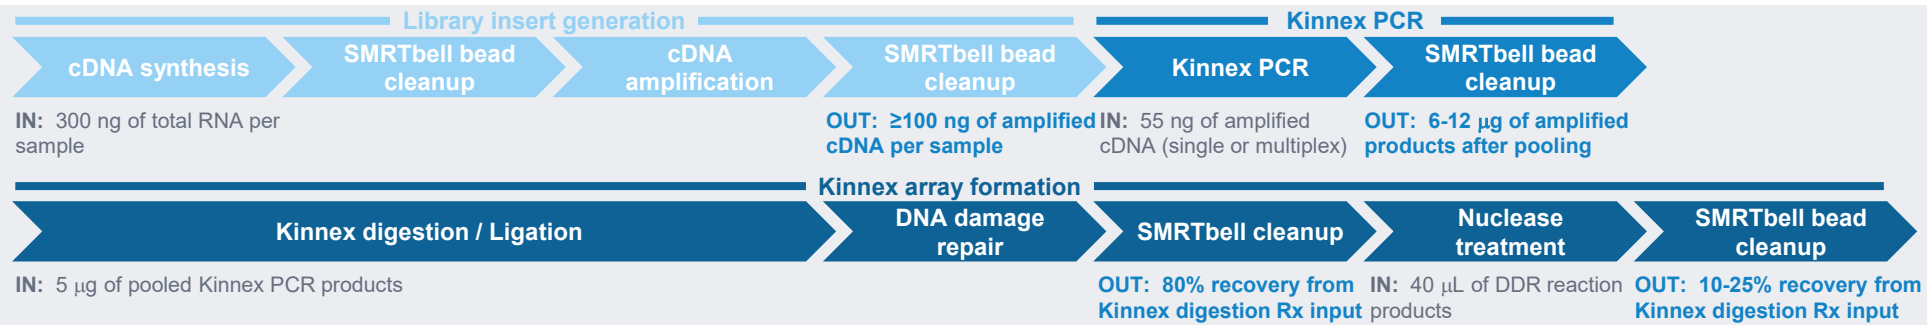 Library insert generation
Kinnex PCR
cDNA synthesis
SMRTbell bead
cleanup
cDNA
amplification
SMRTbell bead
cleanup
Kinnex PCR
SMRTbell bead
cleanup
IN: 300 ng of total RNA per
sample
OUT: ≥100 ng of amplified
cDNA per sample
IN: 55 ng of amplified
cDNA (single or multiplex)
OUT: 6-12 μg of amplified
products after pooling
Kinnex array formation
Kinnex digestion / Ligation
DNA damage
repair
SMRTbell cleanup
Nuclease
treatment
SMRTbell bead
cleanup
IN: 5 μg of pooled Kinnex PCR products
OUT: 80% recovery from
Kinnex digestion Rx input
IN: 40 μL of DDR reaction
products
OUT: 10-25% recovery from
Kinnex digestion Rx input